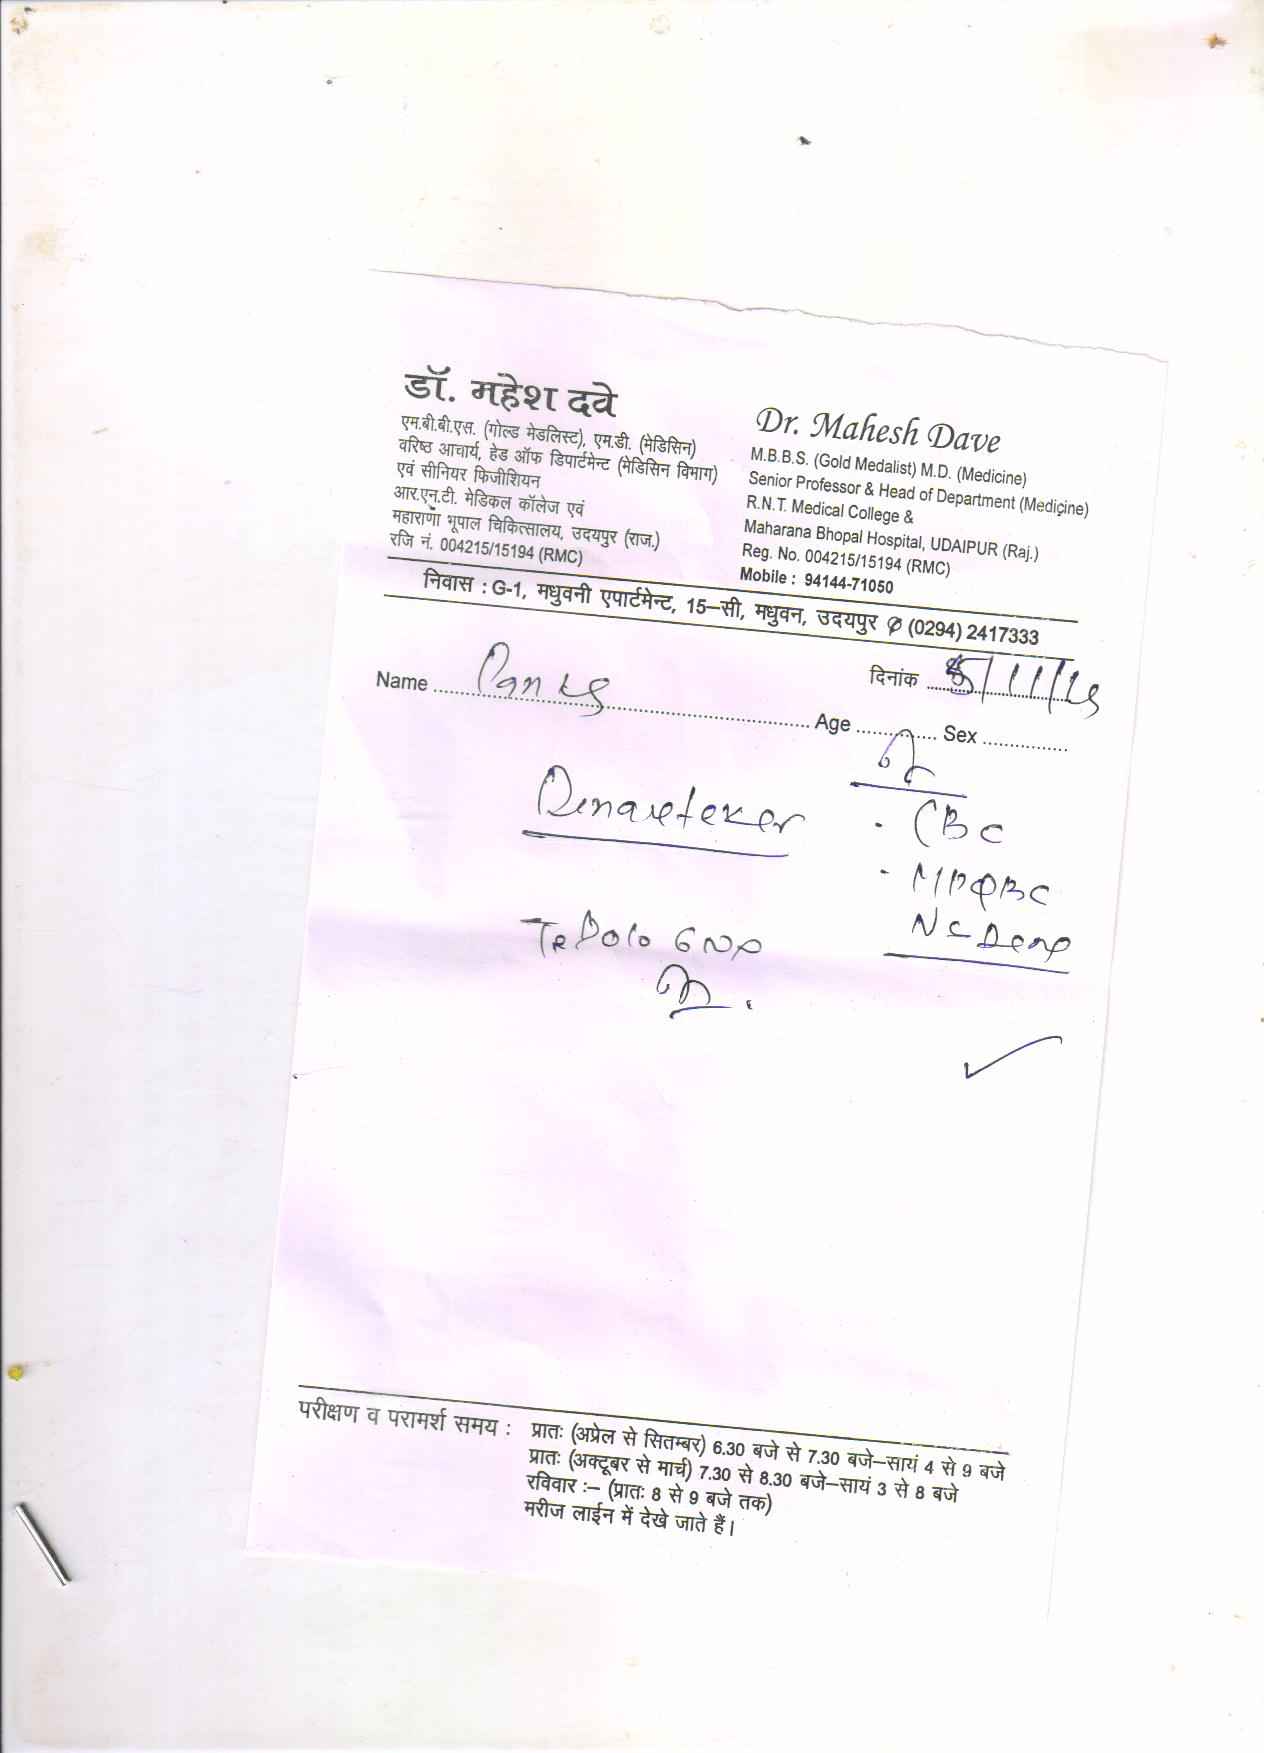 डॉ. महेश दवे
एम.बी.बी.एस. (गोल्ड मेडलिस्ट), एम.डी. (मेडिसिन)
वरिष्ठ आचार्य, हेड ऑफ डिपार्टमेन्ट (मेडिसिन विभाग)
एवं सीनियर फिजीशियन
आर.एन.टी. मेडिकल कॉलेज एवं
महाराणा भूपाल चिकित्सालय, उदयपुर (राज.)
रजि नं. 004215/15194 (RMC)
Dr. Mahesh Dave
M.B.B.S. (Gold Medalist) M.D. (Medicine)
Senior Professor & Head of Department (Medicine)
R.N.T. Medical College &
Maharana Bhopal Hospital, UDAIPUR (Raj.)
Reg. No. 004215/15194 (RMC)
Mobile : 94144-71050
निवास : G-1, मधुवनी एपार्टमेन्ट, 15–सी, मधुवन, उदयपुर ✆ (0294) 2417333
दिनांक
Name Age Sex
CBC
Dolo
परीक्षण व परामर्श समय : प्रातः (अप्रेल से सितम्बर) 6.30 बजे से 7.30 बजे–सायं 4 से 9 बजे
प्रातः (अक्टूबर से मार्च) 7.30 से 8.30 बजे–सायं 3 से 8 बजे
रविवार :– (प्रातः 8 से 9 बजे तक)
मरीज लाईन में देखे जाते हैं।